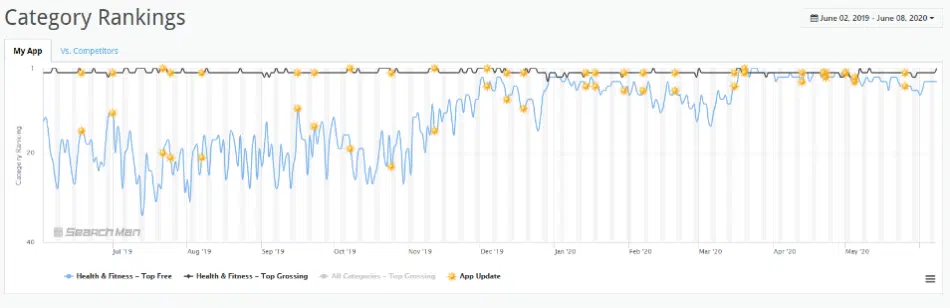 Category Rankings
June 02, 2019 - June 08, 2020
My App
Vs. Competitors
1
20
40
Category Ranking
SearchMan
Jul '19
Aug '19
Sep '19
Oct '19
Nov '19
Dec '19
Jan '20
Feb '20
Mar '20
Apr '20
May '20
Health & Fitness – Top Free
Health & Fitness – Top Grossing
All Categories – Top Grossing
App Update